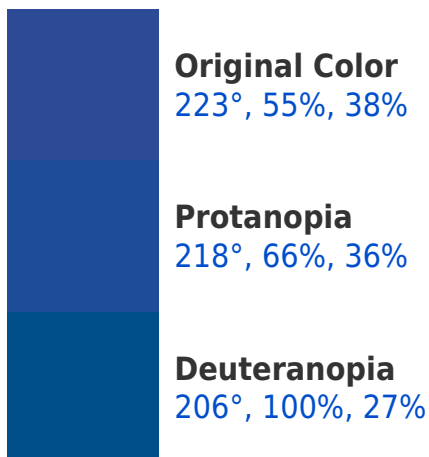 Original Color
223°, 55%, 38%
Protanopia
218°, 66%, 36%
Deuteranopia
206°, 100%, 27%